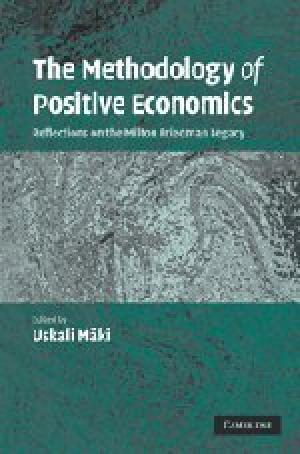 The Methodology of
Positive Economics
Reflections on the Milton Friedman Legacy
Edited by
Uskali Mäki
CAMBRIDGE